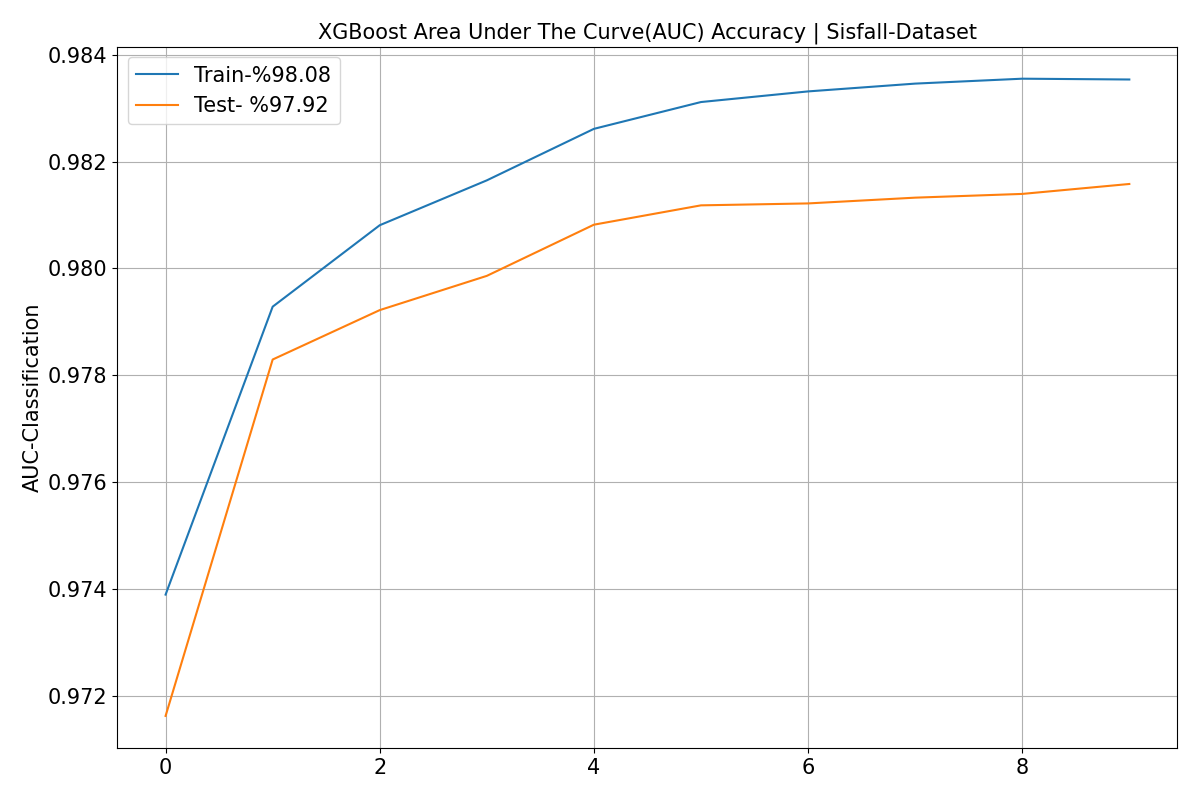 XGBoost Area Under The Curve(AUC) Accuracy | Sisfall-Dataset
Train-%98.08
Test- %97.92
AUC-Classification
0.984
0.982
0.980
0.978
0.976
0.974
0.972
0 2 4 6 8